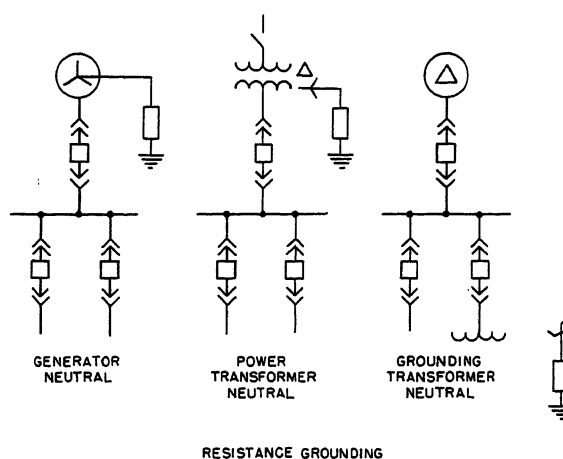 GENERATOR
NEUTRAL
POWER
TRANSFORMER
NEUTRAL
GROUNDING
TRANSFORMER
NEUTRAL
RESISTANCE GROUNDING